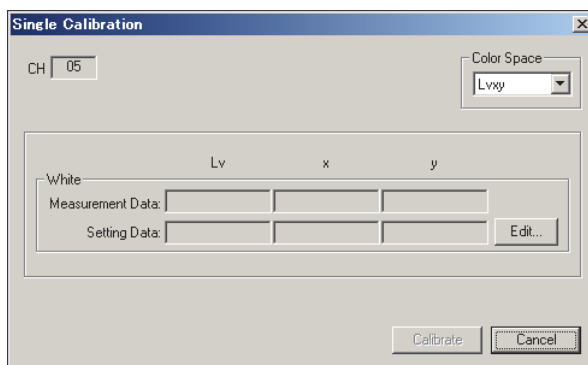 Single Calibration
CH 05
Color Space
Lvxy
Lv x y
White
Measurement Data:
Setting Data: Edit...
Calibrate Cancel